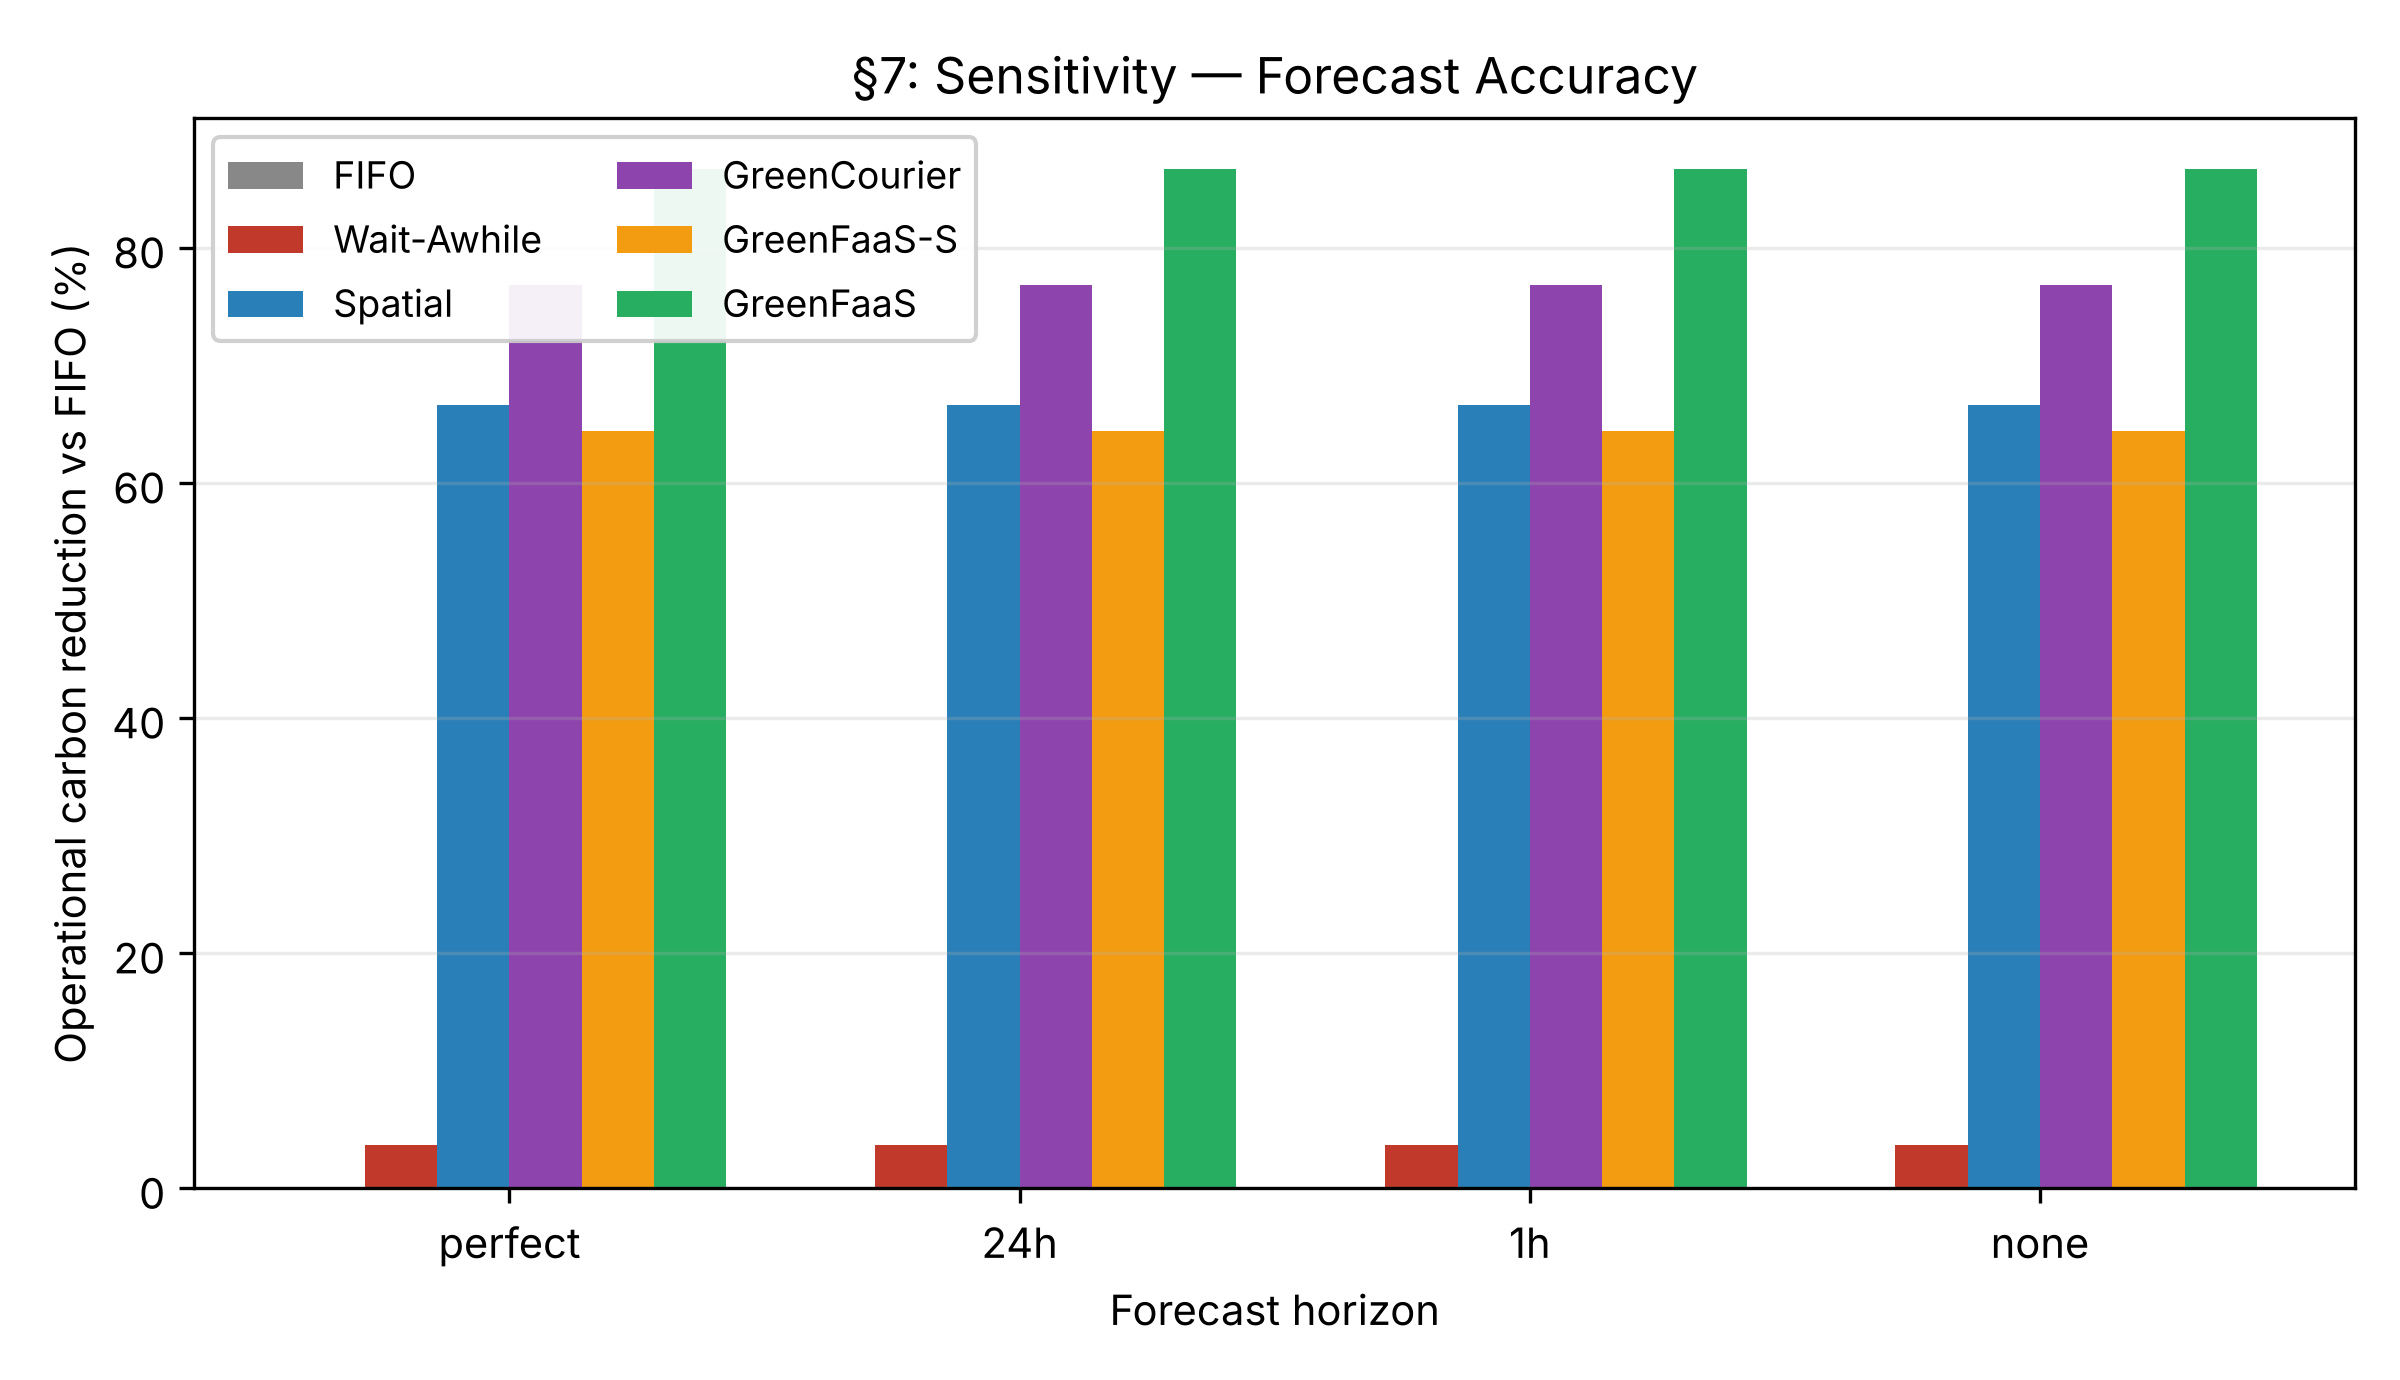 §7: Sensitivity — Forecast Accuracy
FIFO
Wait-Awhile
Spatial
GreenCourier
GreenFaaS-S
GreenFaaS
Operational carbon reduction vs FIFO (%)
80
60
40
20
0
perfect
24h
1h
none
Forecast horizon